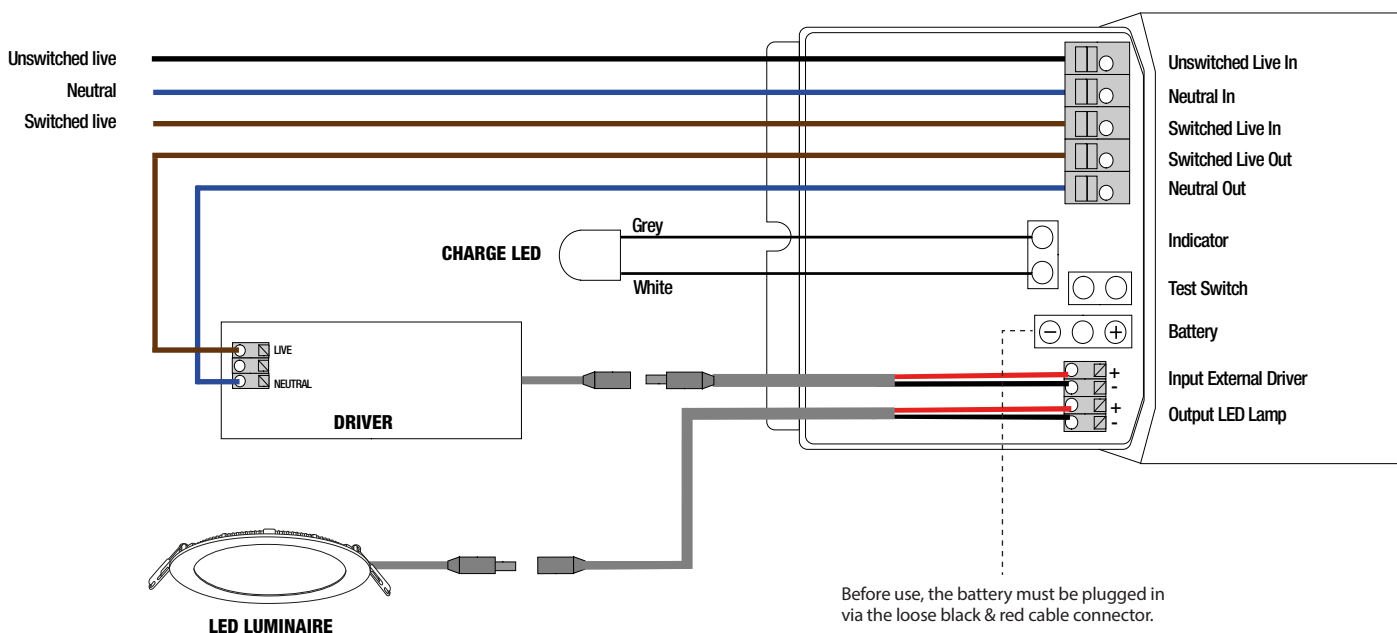 Unswitched live
Neutral
Switched live
Unswitched Live In
Neutral In
Switched Live In
Switched Live Out
Neutral Out
Grey
CHARGE LED
White
Indicator
Test Switch
Battery
LIVE
NEUTRAL
DRIVER
+
-
+
-
Input External Driver
Output LED Lamp
LED LUMINAIRE
Before use, the battery must be plugged in
via the loose black & red cable connector.